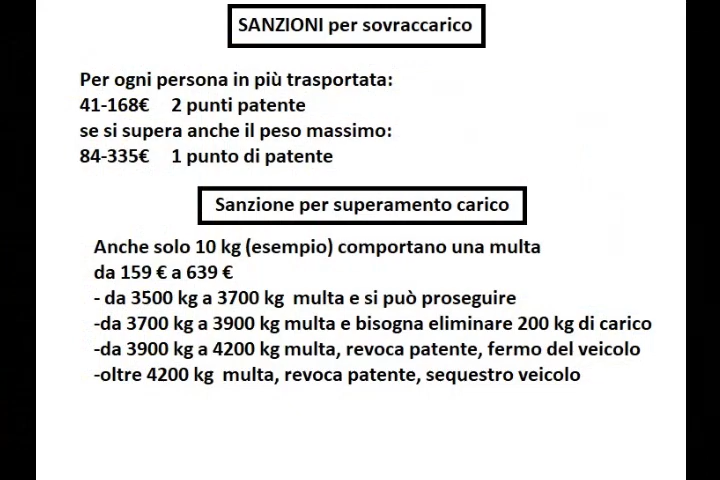 SANZIONI per sovraccarico
Per ogni persona in più trasportata:
41-168€ 2 punti patente
se si supera anche il peso massimo:
84-335€ 1 punto di patente
Sanzione per superamento carico
Anche solo 10 kg (esempio) comportano una multa
da 159 € a 639 €
- da 3500 kg a 3700 kg multa e si può proseguire
-da 3700 kg a 3900 kg multa e bisogna eliminare 200 kg di carico
-da 3900 kg a 4200 kg multa, revoca patente, fermo del veicolo
-oltre 4200 kg multa, revoca patente, sequestro veicolo